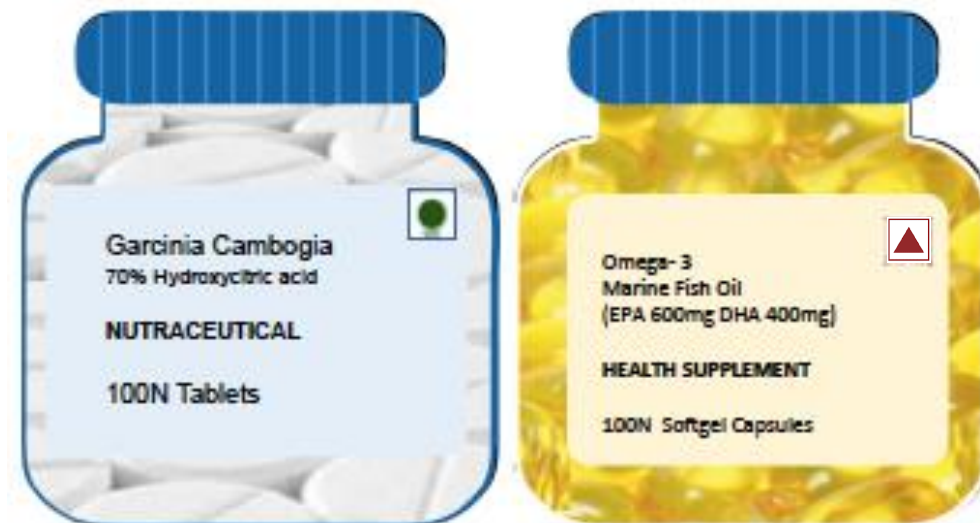 Garcinia Cambogia
70% Hydroxycitric acid
NUTRACEUTICAL
100N Tablets
Omega- 3
Marine Fish Oil
(EPA 600mg DHA 400mg)
HEALTH SUPPLEMENT
100N Softgel Capsules